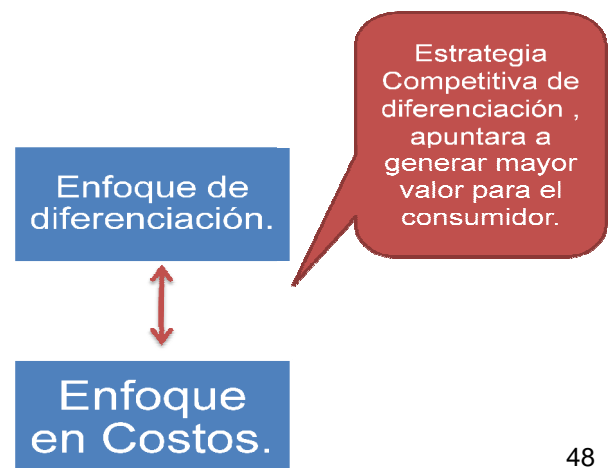 Estrategia
Competitiva de
diferenciación ,
apuntara a
generar mayor
valor para el
consumidor.
Enfoque de
diferenciación.
Enfoque
en Costos.
48